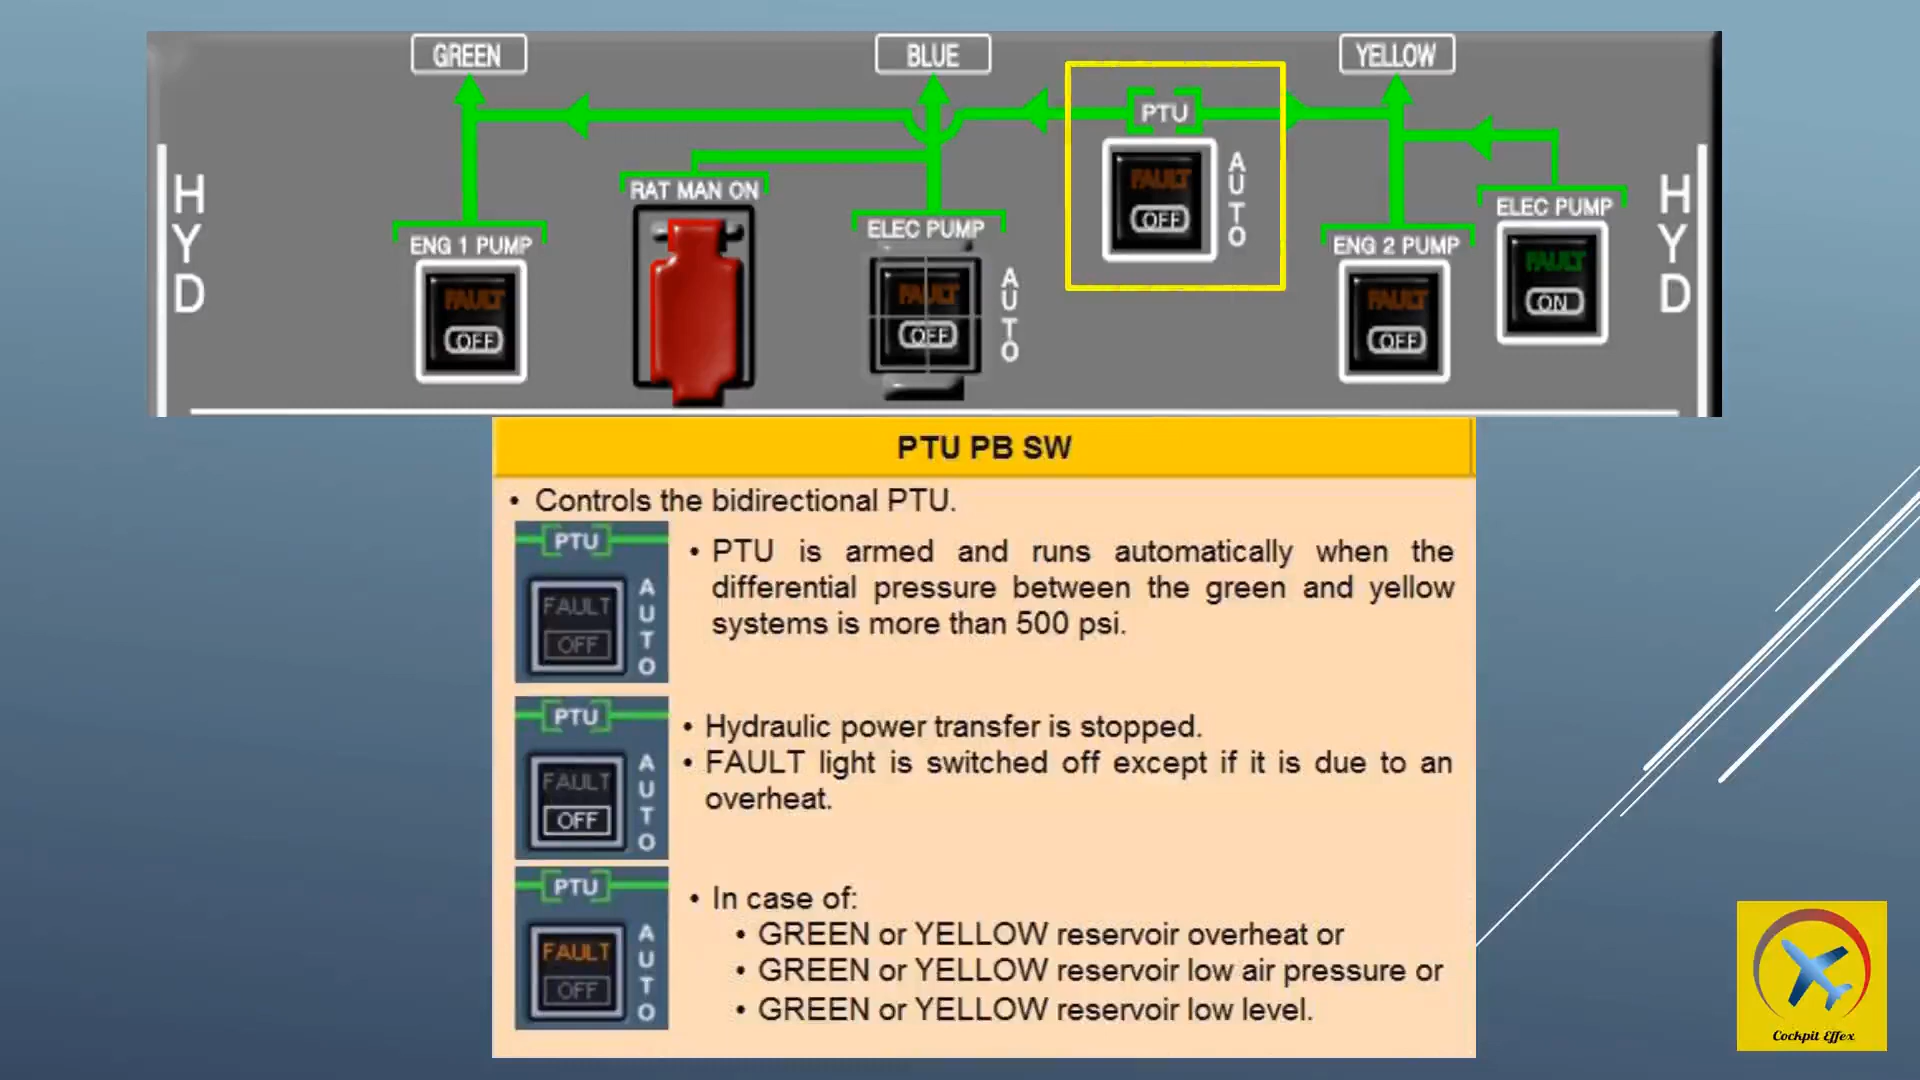 GREEN
BLUE
YELLOW
PTU
HYD
RAT MAN ON
ELEC PUMP
FAULT
OFF
AUTO
ENG 1 PUMP
FAULT
OFF
ELEC PUMP
FAULT
OFF
AUTO
ENG 2 PUMP
FAULT
OFF
FAULT
ON
HYD
PTU PB SW
• Controls the bidirectional PTU.
PTU
FAULT
OFF
AUTO
• PTU is armed and runs automatically when the
differential pressure between the green and yellow
systems is more than 500 psi.
PTU
FAULT
OFF
AUTO
• Hydraulic power transfer is stopped.
• FAULT light is switched off except if it is due to an
overheat.
PTU
FAULT
OFF
AUTO
• In case of:
• GREEN or YELLOW reservoir overheat or
• GREEN or YELLOW reservoir low air pressure or
• GREEN or YELLOW reservoir low level.
Cockpit Effex